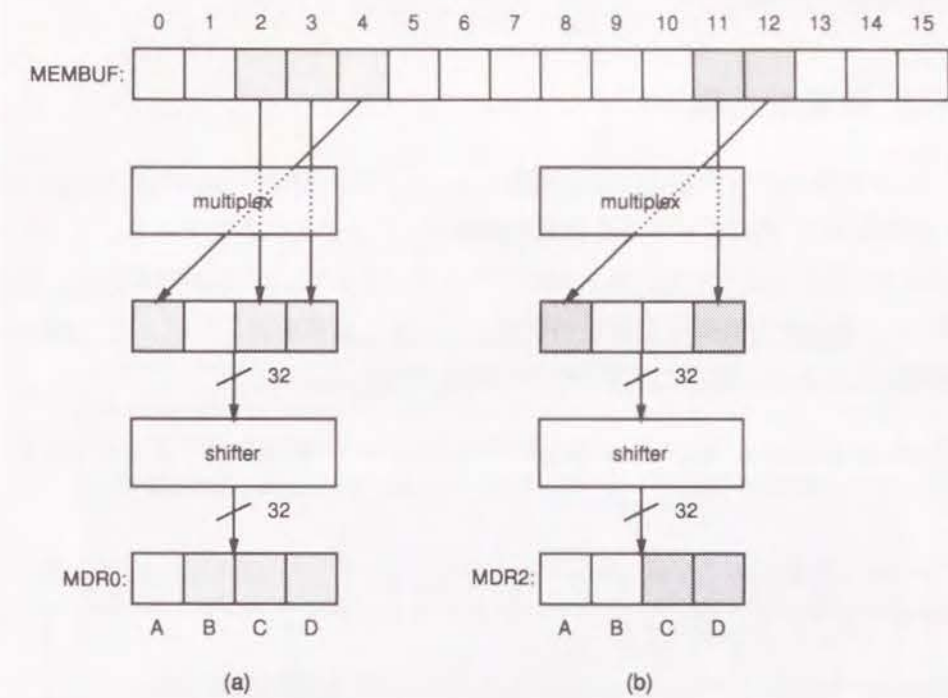 0 1 2 3 4 5 6 7 8 9 10 11 12 13 14 15
MEMBUF:
multiplex multiplex
32 32
shifter shifter
32 32
MDR0: MDR2:
A B C D A B C D
(a) (b)